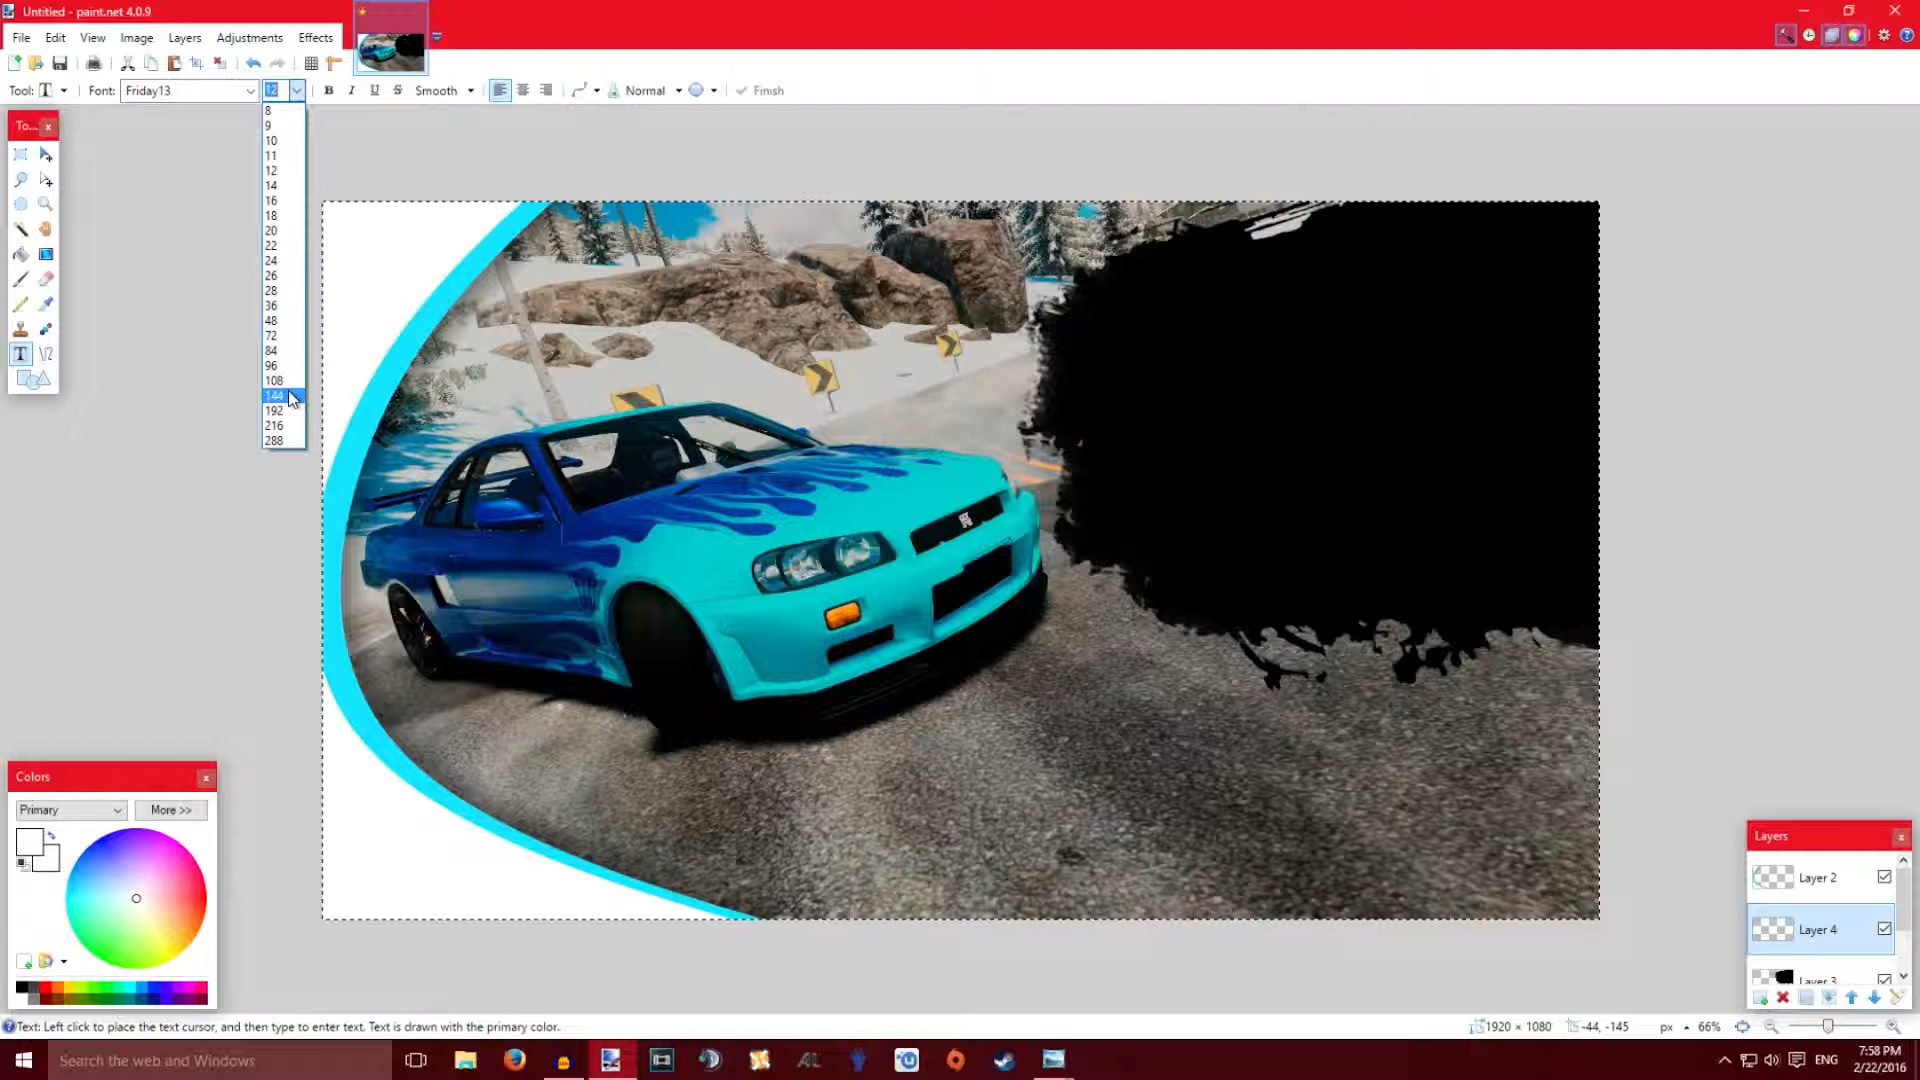 Untitled - paint.net 4.0.9
File Edit View Image Layers Adjustments Effects
Tool: T Font: Friday13 12 B I U S Smooth Normal Finish
8
9
10
11
12
14
16
18
20
22
24
26
28
36
48
72
84
96
108
144
192
216
288
To...
T
Colors
Primary More >>
Layers
Layer 2
Layer 4
Layer 3
Text: Left click to place the text cursor, and then type to enter text. Text is drawn with the primary color.
1920 × 1080 -44, -145 px 66%
Search the web and Windows
ENG
7:58 PM
2/22/2016